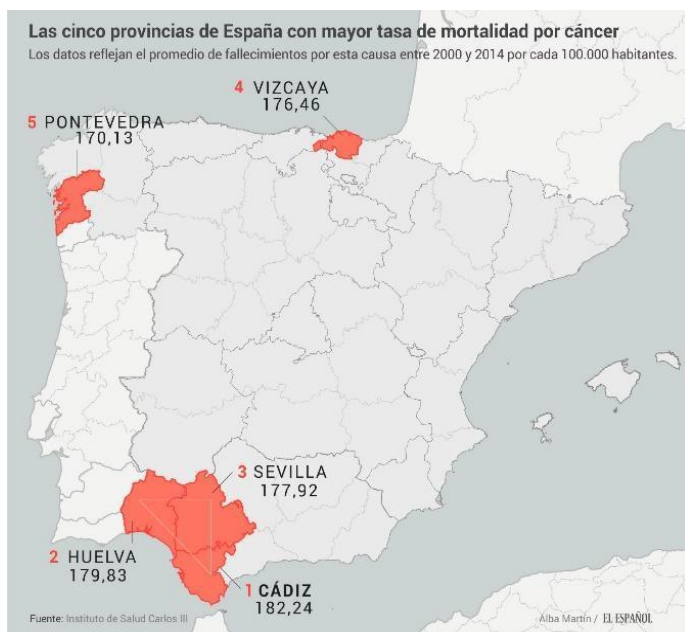 Las cinco provincias de España con mayor tasa de mortalidad por cáncer
Los datos reflejan el promedio de fallecimientos por esta causa entre 2000 y 2014 por cada 100.000 habitantes.
4 VIZCAYA
176,46
5 PONTEVEDRA
170,13
3 SEVILLA
177,92
2 HUELVA
179,83
1 CÁDIZ
182,24
Fuente: Instituto de Salud Carlos III
Alba Martín / EL ESPAÑOL